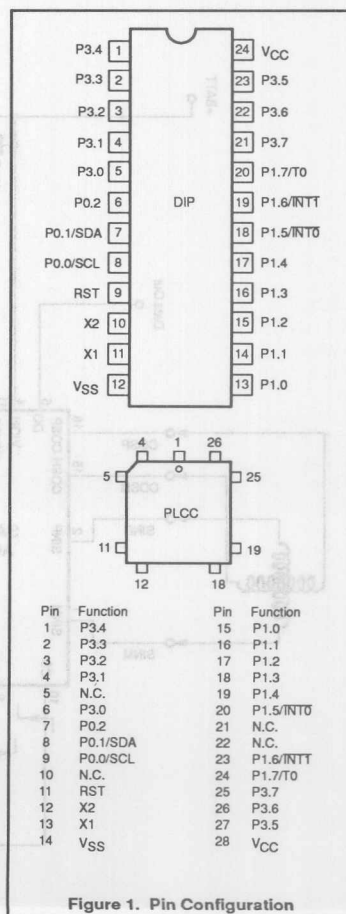 P3.4 1 24 VCC
P3.3 2 23 P3.5
P3.2 3 22 P3.6
P3.1 4 21 P3.7
P3.0 5 20 P1.7/T0
P0.2 6 DIP 19 P1.6/INT1
P0.1/SDA 7 18 P1.5/INT0
P0.0/SCL 8 17 P1.4
RST 9 16 P1.3
X2 10 15 P1.2
X1 11 14 P1.1
VSS 12 13 P1.0
4 1 26
5 25
PLCC
11 19
12 18
Pin Function Pin Function
1 P3.4 15 P1.0
2 P3.3 16 P1.1
3 P3.2 17 P1.2
4 P3.1 18 P1.3
5 N.C. 19 P1.4
6 P3.0 20 P1.5/INT0
7 P0.2 21 N.C.
8 P0.1/SDA 22 N.C.
9 P0.0/SCL 23 P1.6/INT1
10 N.C. 24 P1.7/T0
11 RST 25 P3.7
12 X2 26 P3.6
13 X1 27 P3.5
14 VSS 28 VCC
Figure 1. Pin Configuration